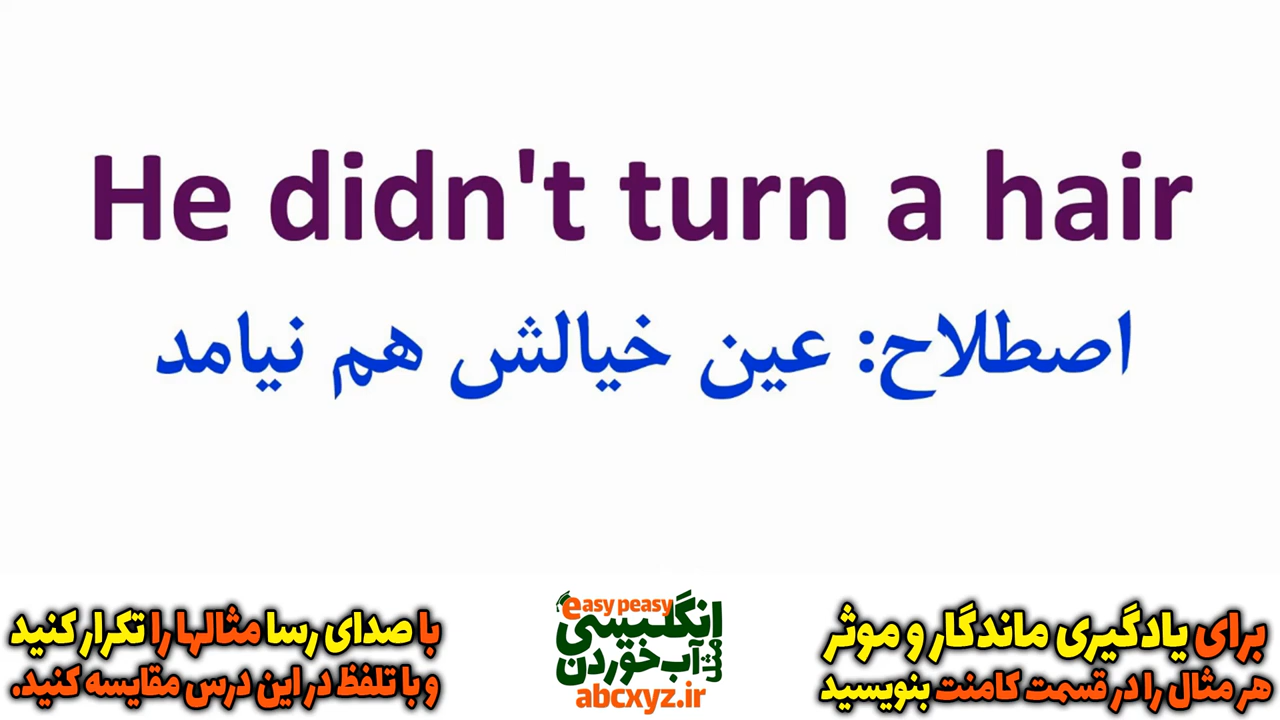 He didn't turn a hair
اصطلاح: عین خیالش هم نیامد
برای یادگیری ماندگار و موثر
هر مثال را در قسمت کامنت بنویسید
easy peasy
انگلیسی
مثل آب خوردن
abcxyz.ir
با صدای رسا مثالها را تکرار کنید
و با تلفظ در این درس مقایسه کنید.